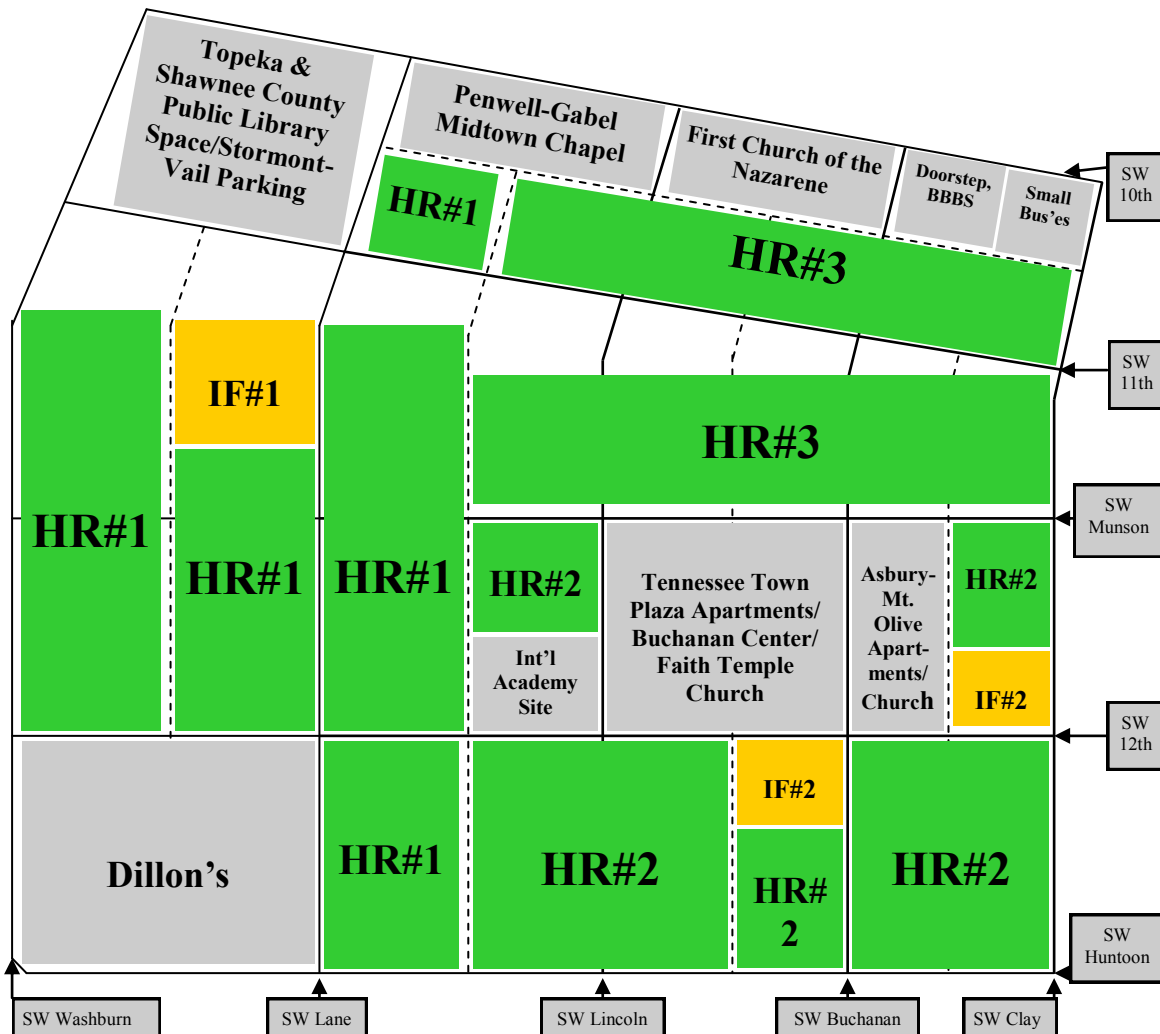 Topeka &
Shawnee County
Public Library
Space/Stormont-
Vail Parking
Penwell-Gabel
Midtown Chapel
First Church of the
Nazarene
Doorstep,
BBBS
Small
Bus'es
SW
10th
HR#1
HR#3
SW
11th
IF#1
HR#3
HR#1
HR#1
HR#1
SW
Munson
HR#2
Tennessee Town
Plaza Apartments/
Buchanan Center/
Faith Temple
Church
Asbury-
Mt.
Olive
Apart-
ments/
Church
HR#2
Int'l
Academy
Site
IF#2
SW
12th
Dillon's
HR#1
HR#2
IF#2
HR#
2
HR#2
SW
Huntoon
SW Washburn
SW Lane
SW Lincoln
SW Buchanan
SW Clay